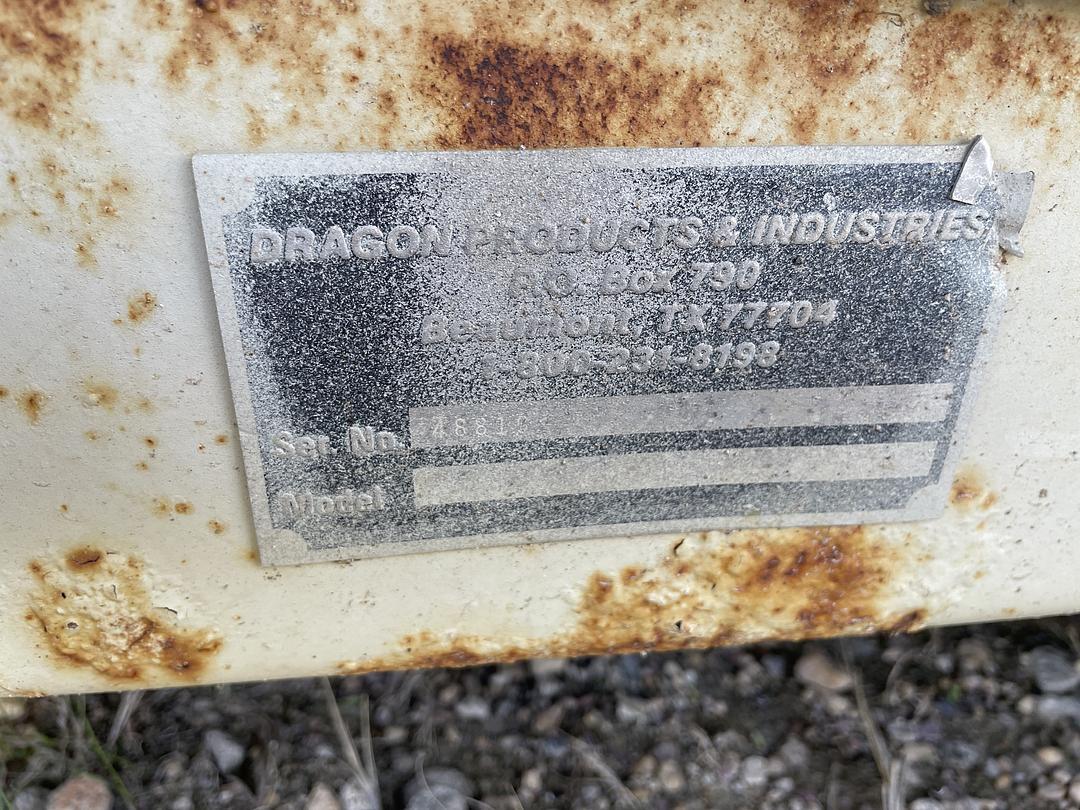 DRAGON PRODUCTS & INDUSTRIES
P.O. Box 790
Beaumont, TX 77704
1-800-231-8198
Ser. No.
Model